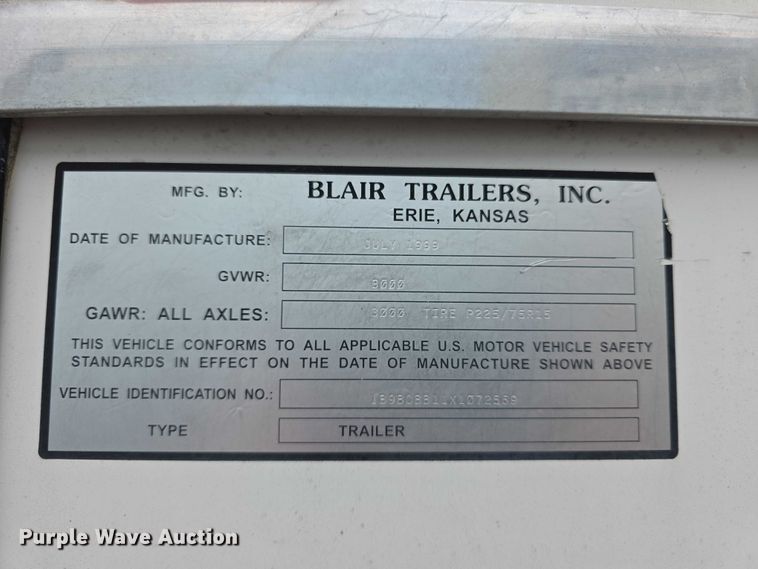 MFG. BY: BLAIR TRAILERS, INC.
ERIE, KANSAS
DATE OF MANUFACTURE: JULY 1999
GVWR:
GAWR: ALL AXLES: TIRE P225/75R15
THIS VEHICLE CONFORMS TO ALL APPLICABLE U.S. MOTOR VEHICLE SAFETY
STANDARDS IN EFFECT ON THE DATE OF MANUFACTURE SHOWN ABOVE
VEHICLE IDENTIFICATION NO.:
TYPE TRAILER
Purple Wave Auction